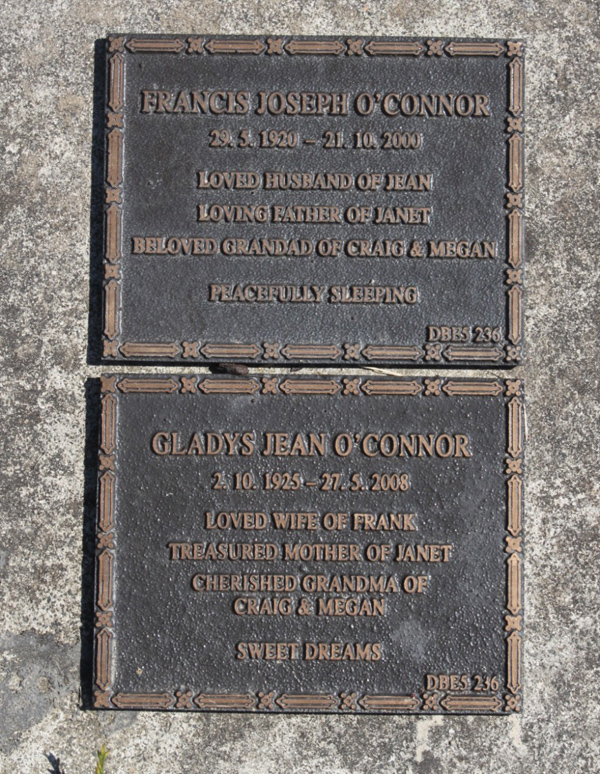 FRANCIS JOSEPH O'CONNOR
29. 5. 1920 – 21. 10. 2000
LOVED HUSBAND OF JEAN
LOVING FATHER OF JANET
BELOVED GRANDAD OF CRAIG & MEGAN
PEACEFULLY SLEEPING
DBES 236
GLADYS JEAN O'CONNOR
2. 10. 1925 – 27. 5. 2008
LOVED WIFE OF FRANK
TREASURED MOTHER OF JANET
CHERISHED GRANDMA OF
CRAIG & MEGAN
SWEET DREAMS
DBES 236